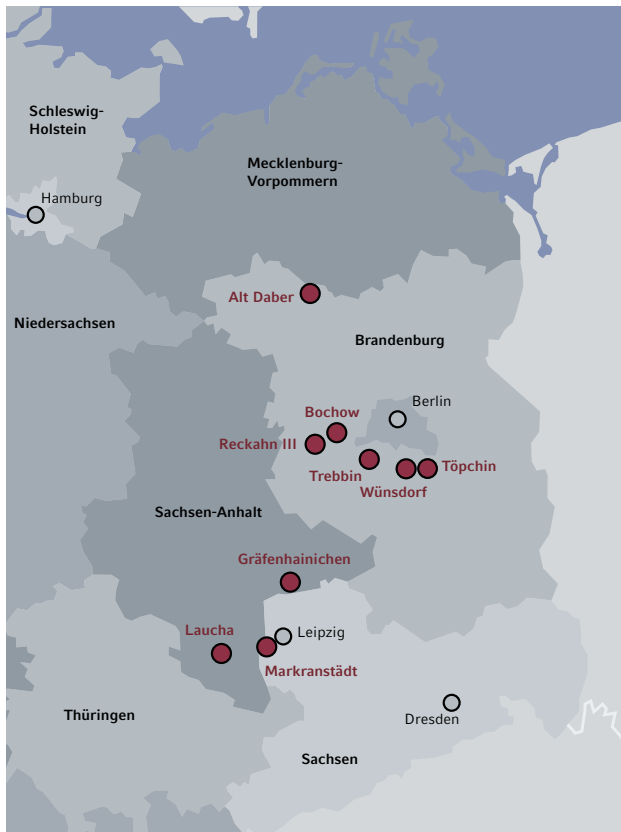 Schleswig-
Holstein
Mecklenburg-
Vorpommern
Hamburg
Alt Daber
Niedersachsen
Brandenburg
Berlin
Bochow
Reckahn III
Töpchin
Trebbin
Wünsdorf
Sachsen-Anhalt
Gräfenhainichen
Laucha
Leipzig
Markranstädt
Thüringen
Dresden
Sachsen